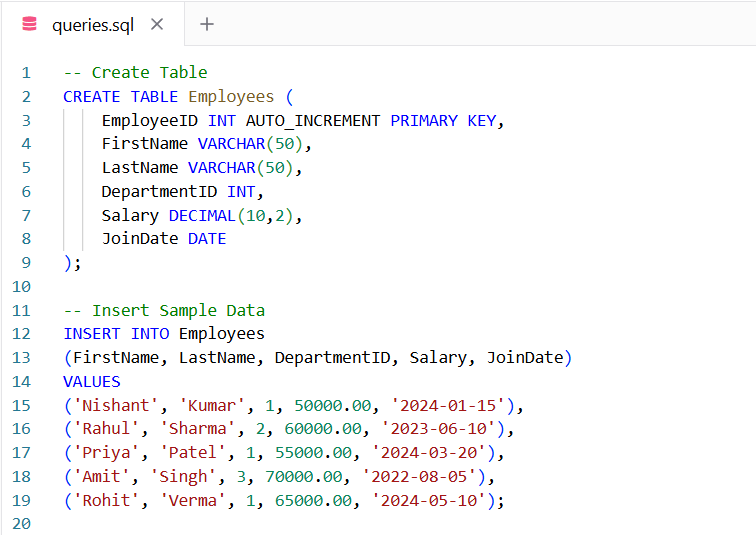 queries.sql
1 -- Create Table
2 CREATE TABLE Employees (
3 EmployeeID INT AUTO_INCREMENT PRIMARY KEY,
4 FirstName VARCHAR(50),
5 LastName VARCHAR(50),
6 DepartmentID INT,
7 Salary DECIMAL(10,2),
8 JoinDate DATE
9 );
10
11 -- Insert Sample Data
12 INSERT INTO Employees
13 (FirstName, LastName, DepartmentID, Salary, JoinDate)
14 VALUES
15 ('Nishant', 'Kumar', 1, 50000.00, '2024-01-15'),
16 ('Rahul', 'Sharma', 2, 60000.00, '2023-06-10'),
17 ('Priya', 'Patel', 1, 55000.00, '2024-03-20'),
18 ('Amit', 'Singh', 3, 70000.00, '2022-08-05'),
19 ('Rohit', 'Verma', 1, 65000.00, '2024-05-10');
20